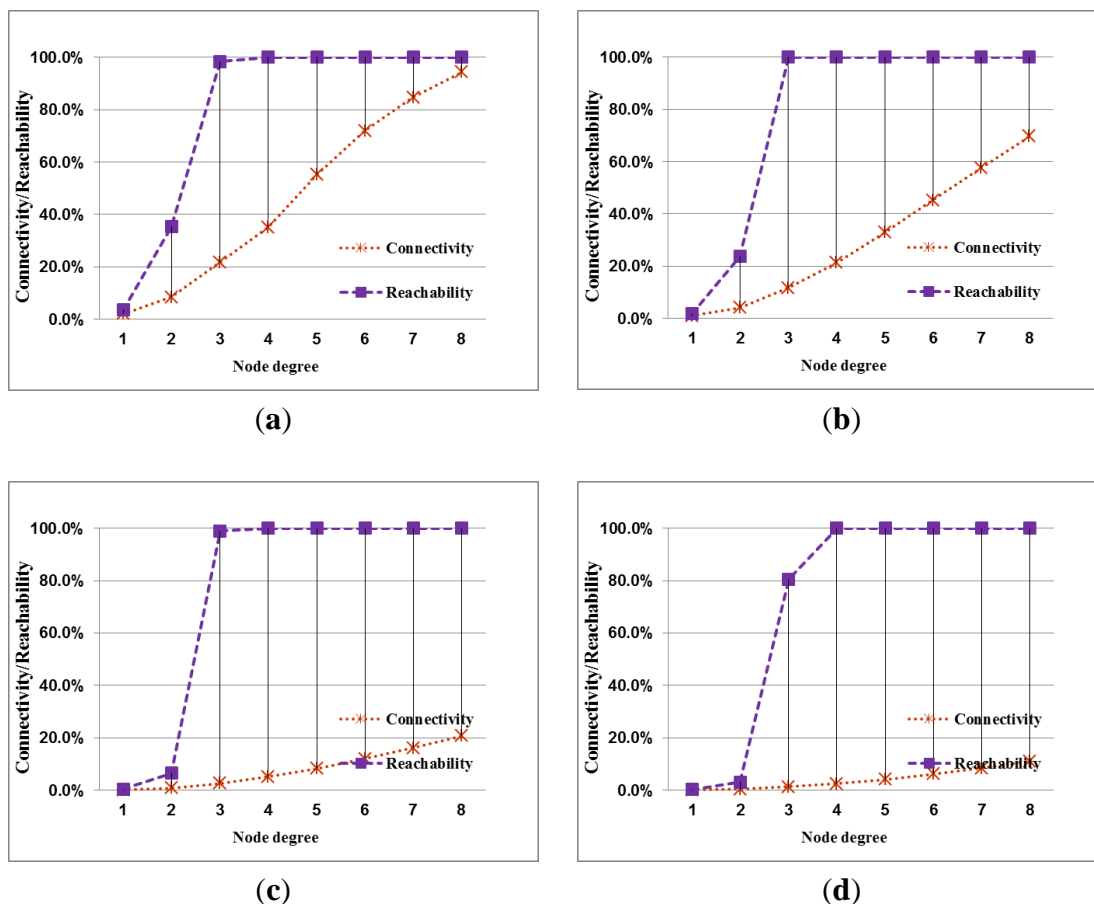 Connectivity/Reachability
100.0%
80.0%
60.0%
40.0%
20.0%
0.0%
Connectivity
Reachability
1 2 3 4 5 6 7 8
Node degree
(a)
Connectivity/Reachability
100.0%
80.0%
60.0%
40.0%
20.0%
0.0%
Connectivity
Reachability
1 2 3 4 5 6 7 8
Node degree
(b)
Connectivity/Reachability
100.0%
80.0%
60.0%
40.0%
20.0%
0.0%
Connectivity
Reachability
1 2 3 4 5 6 7 8
Node degree
(c)
Connectivity/Reachability
100.0%
80.0%
60.0%
40.0%
20.0%
0.0%
Connectivity
Reachability
1 2 3 4 5 6 7 8
Node degree
(d)